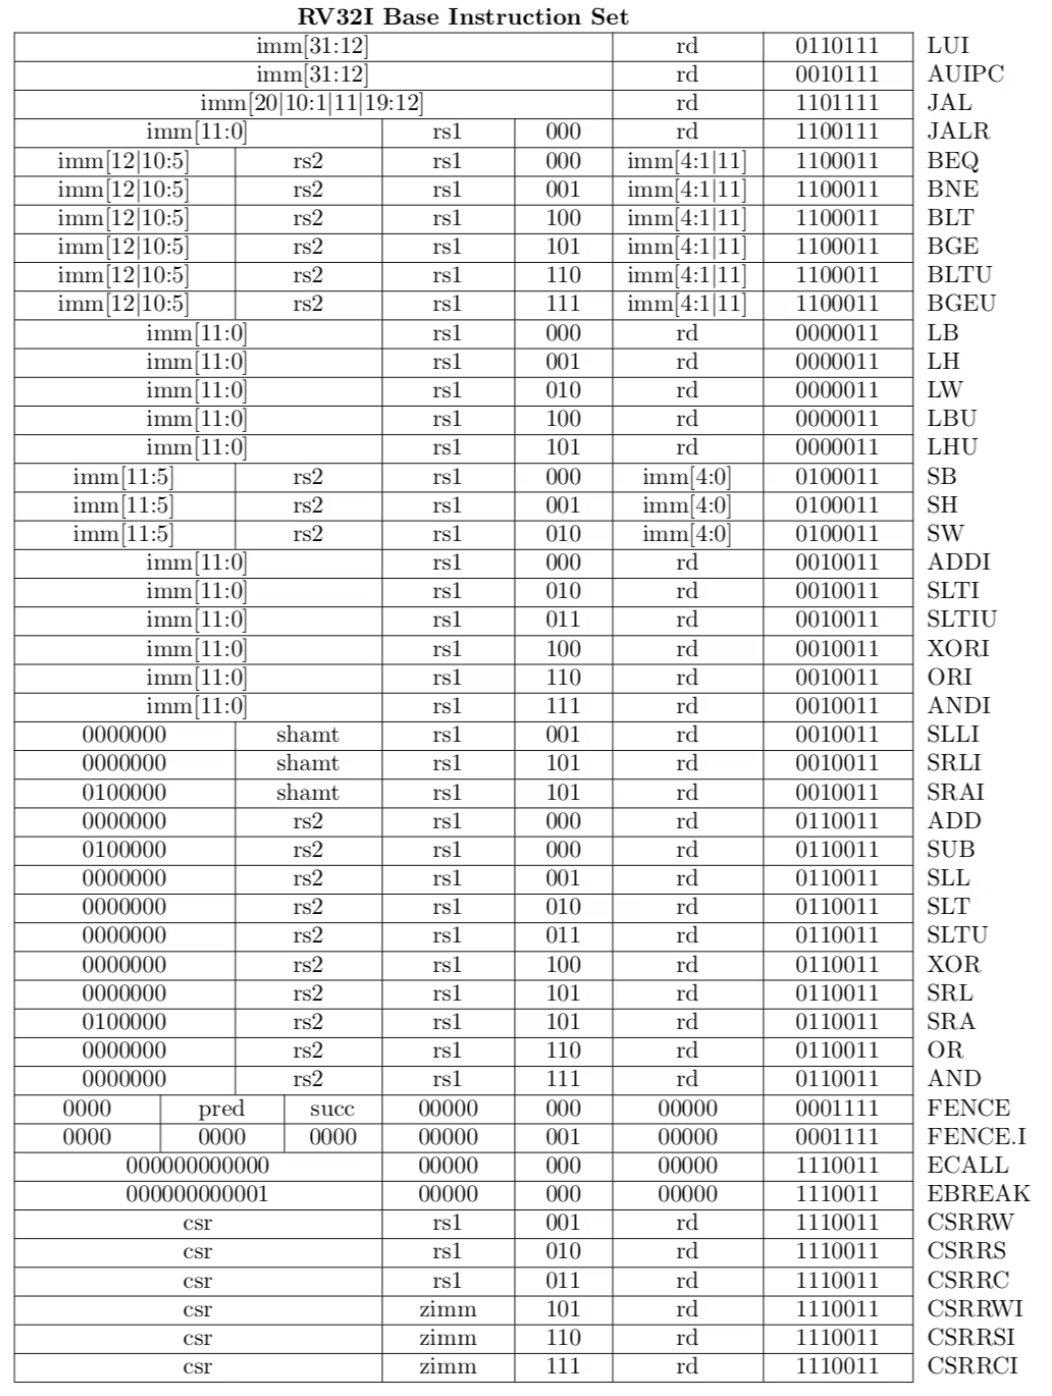 RV32I Base Instruction Set
imm[31:12] rd 0110111 LUI
imm[31:12] rd 0010111 AUIPC
imm[20|10:1|11|19:12] rd 1101111 JAL
imm[11:0] rs1 000 rd 1100111 JALR
imm[12|10:5] rs2 rs1 000 imm[4:1|11] 1100011 BEQ
imm[12|10:5] rs2 rs1 001 imm[4:1|11] 1100011 BNE
imm[12|10:5] rs2 rs1 100 imm[4:1|11] 1100011 BLT
imm[12|10:5] rs2 rs1 101 imm[4:1|11] 1100011 BGE
imm[12|10:5] rs2 rs1 110 imm[4:1|11] 1100011 BLTU
imm[12|10:5] rs2 rs1 111 imm[4:1|11] 1100011 BGEU
imm[11:0] rs1 000 rd 0000011 LB
imm[11:0] rs1 001 rd 0000011 LH
imm[11:0] rs1 010 rd 0000011 LW
imm[11:0] rs1 100 rd 0000011 LBU
imm[11:0] rs1 101 rd 0000011 LHU
imm[11:5] rs2 rs1 000 imm[4:0] 0100011 SB
imm[11:5] rs2 rs1 001 imm[4:0] 0100011 SH
imm[11:5] rs2 rs1 010 imm[4:0] 0100011 SW
imm[11:0] rs1 000 rd 0010011 ADDI
imm[11:0] rs1 010 rd 0010011 SLTI
imm[11:0] rs1 011 rd 0010011 SLTIU
imm[11:0] rs1 100 rd 0010011 XORI
imm[11:0] rs1 110 rd 0010011 ORI
imm[11:0] rs1 111 rd 0010011 ANDI
0000000 shamt rs1 001 rd 0010011 SLLI
0000000 shamt rs1 101 rd 0010011 SRLI
0100000 shamt rs1 101 rd 0010011 SRAI
0000000 rs2 rs1 000 rd 0110011 ADD
0100000 rs2 rs1 000 rd 0110011 SUB
0000000 rs2 rs1 001 rd 0110011 SLL
0000000 rs2 rs1 010 rd 0110011 SLT
0000000 rs2 rs1 011 rd 0110011 SLTU
0000000 rs2 rs1 100 rd 0110011 XOR
0000000 rs2 rs1 101 rd 0110011 SRL
0100000 rs2 rs1 101 rd 0110011 SRA
0000000 rs2 rs1 110 rd 0110011 OR
0000000 rs2 rs1 111 rd 0110011 AND
0000 pred succ 00000 000 00000 0001111 FENCE
0000 0000 0000 00000 001 00000 0001111 FENCE.I
000000000000 00000 000 00000 1110011 ECALL
000000000001 00000 000 00000 1110011 EBREAK
csr rs1 001 rd 1110011 CSRRW
csr rs1 010 rd 1110011 CSRRS
csr rs1 011 rd 1110011 CSRRC
csr zimm 101 rd 1110011 CSRRWI
csr zimm 110 rd 1110011 CSRRSI
csr zimm 111 rd 1110011 CSRRCI